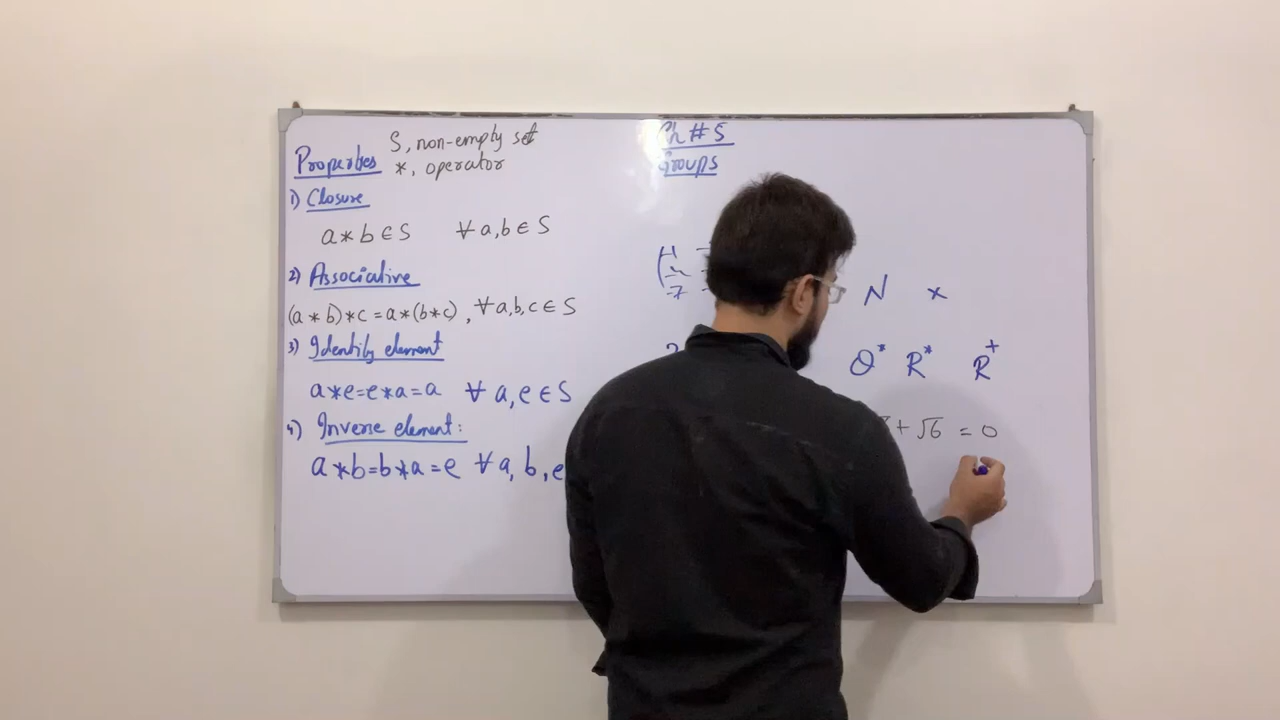 S, non-empty set
Properties *, operator
1) Closure
a * b ∈ S ∀ a,b ∈ S
2) Associative
(a * b) * c = a * (b * c) , ∀ a,b,c ∈ S
3) Identity element
a * e = e * a = a ∀ a, e ∈ S
4) Inverse element:
a * b = b * a = e ∀ a, b, e
Ch # 5
Groups
N ×
Q* R* R⁺
+ √6 = 0